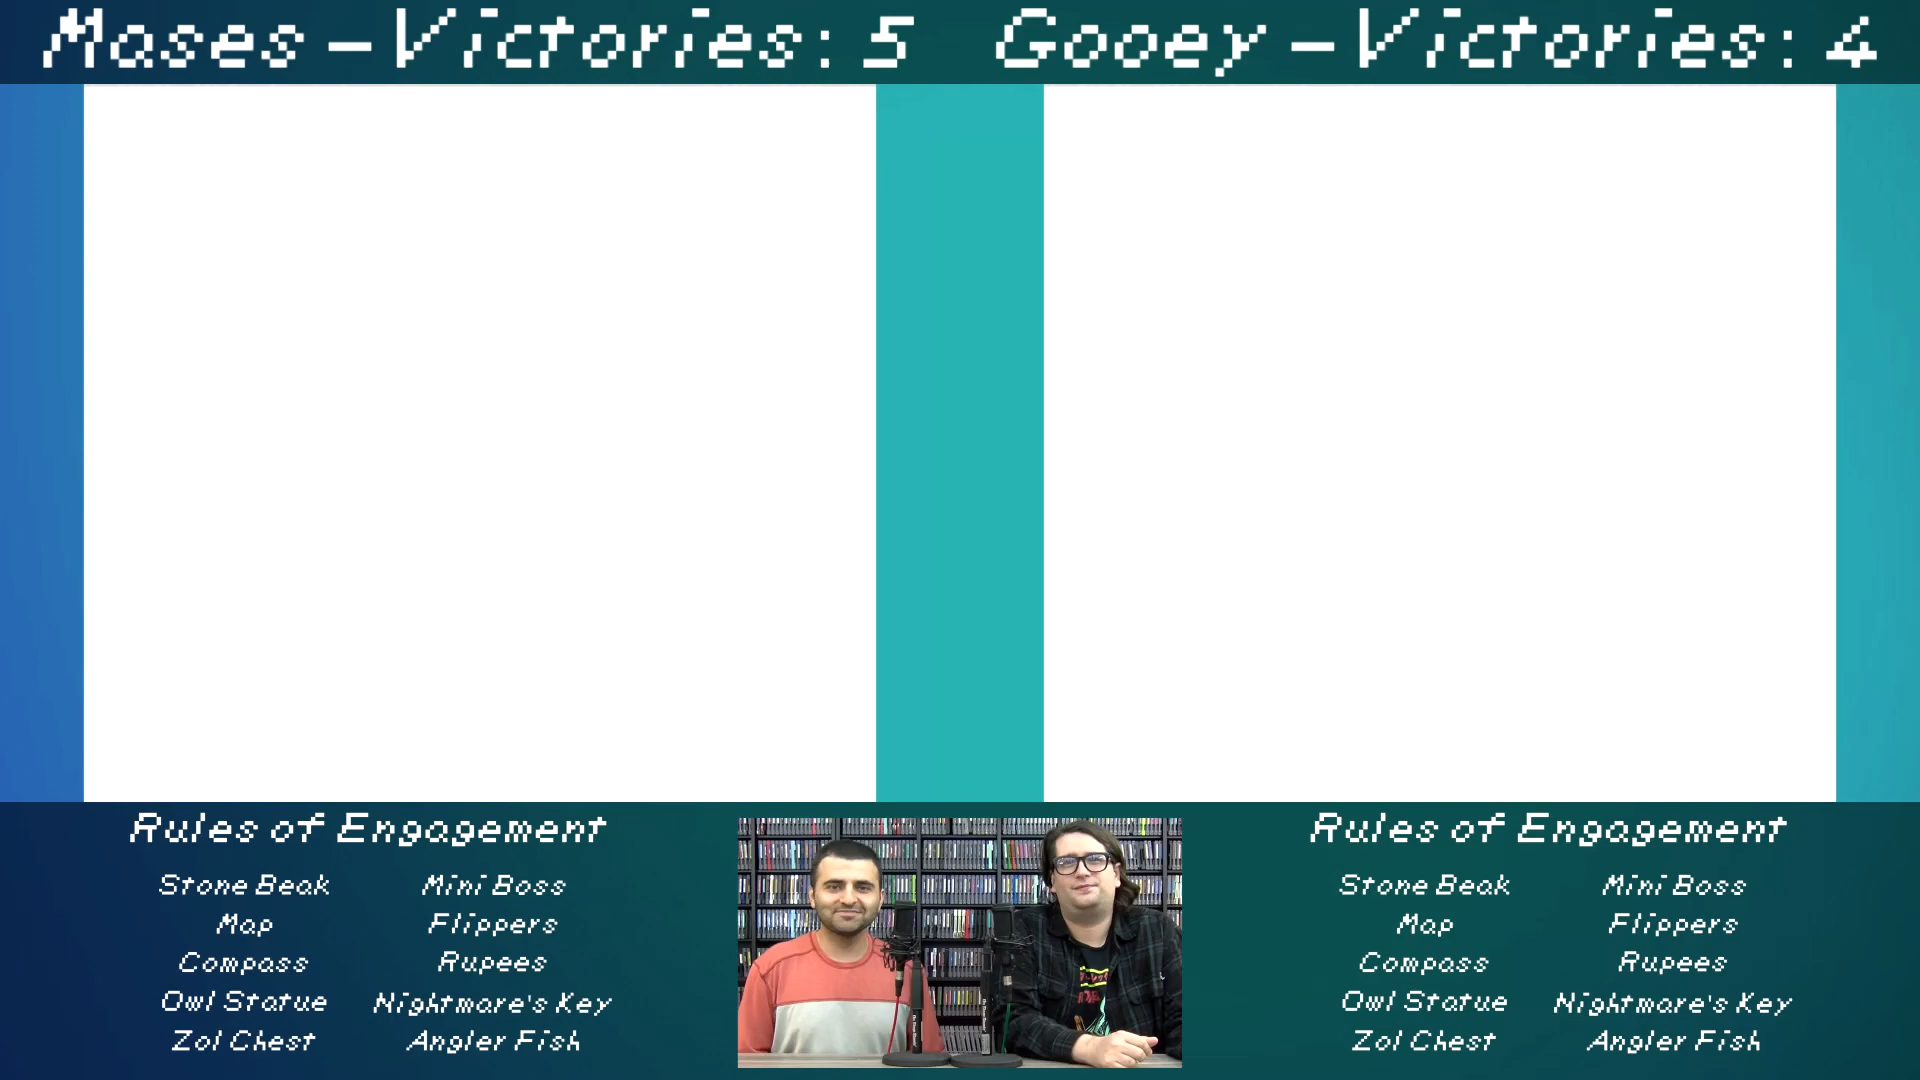 Mases - Victories: 5
Gooey - Victories: 4
Rules of Engagement
Stone Beak
Mini Boss
Map
Flippers
Compass
Rupees
Owl Statue
Nightmare's Key
Zol Chest
Angler Fish
Rules of Engagement
Stone Beak
Mini Boss
Map
Flippers
Compass
Rupees
Owl Statue
Nightmare's Key
Zol Chest
Angler Fish